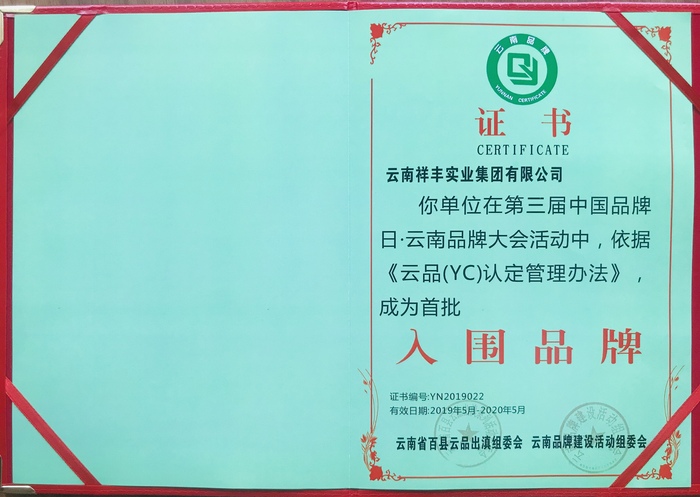 云南品牌
YUNNAN CERTIFICATE
证书
CERTIFICATE
云南祥丰实业集团有限公司
你单位在第三届中国品牌
日·云南品牌大会活动中，依据
《云品(YC)认定管理办法》，
成为首批
入围品牌
证书编号:YN2019022
有效日期:2019年5月-2020年5月
云南省百县云品出滇组委会 云南品牌建设活动组委会